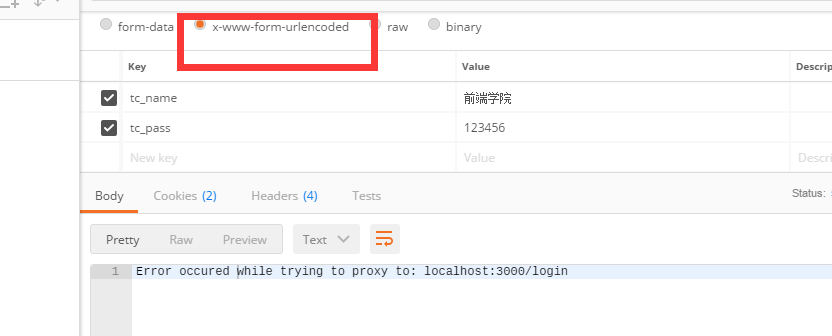 form-data x-www-form-urlencoded raw binary
Key Value Descrip
tc_name 前端学院
tc_pass 123456
New key Value Descri
Body Cookies (2) Headers (4) Tests Status:
Pretty Raw Preview Text
1 Error occured while trying to proxy to: localhost:3000/login